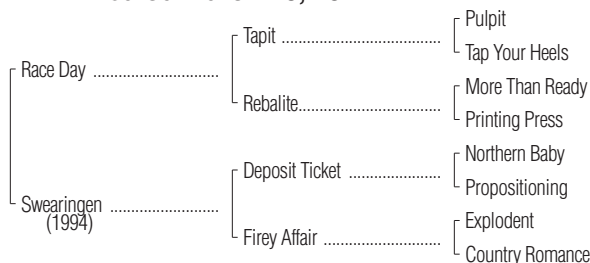 Pulpit
Tapit ........................................
Tap Your Heels
Race Day ...............................
More Than Ready
Rebalite...................................
Printing Press
Northern Baby
Deposit Ticket .......................
Propositioning
Swearingen ...........................
(1994)
Explodent
Firey Affair .............................
Country Romance